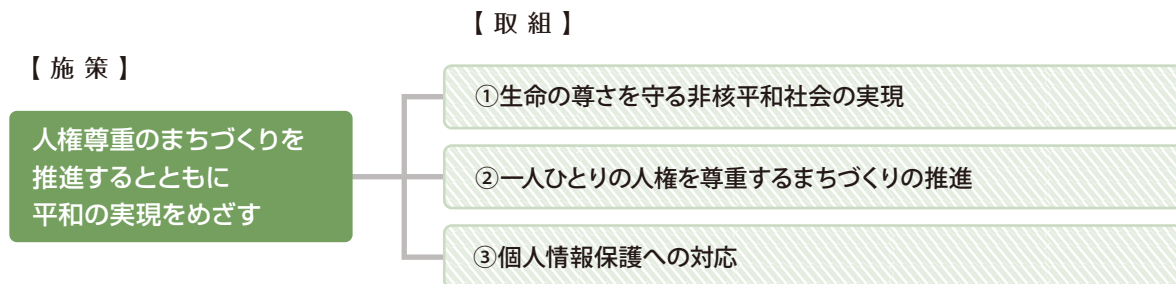 【取組】
【施策】
人権尊重のまちづくりを
推進するとともに
平和の実現をめざす
①生命の尊さを守る非核平和社会の実現
②一人ひとりの人権を尊重するまちづくりの推進
③個人情報保護への対応